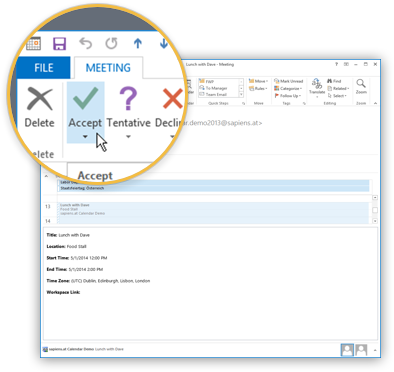 Lunch with Dave - Meeting
FILE
MEETING
Delete
Accept
Tentative
Declin
elete
Accept
FWIT
To Manager
Team Email
Quick Steps
Move
Rules
Move
Mark Unread
Categorize
Follow Up
Tags
Translate
Find
Related
Select
Editing
Zoom
Zoom
ar.demo2013@sapiens.at>
Staatsfeiertag, Österreich
13
Lunch with Dave
Food Stall
sapiens.at Calendar Demo
14
Title: Lunch with Dave
Location: Food Stall
Start Time: 5/1/2014 12:00 PM
End Time: 5/1/2014 2:00 PM
Time Zone: (UTC) Dublin, Edinburgh, Lisbon, London
Workspace Link:
sapiens.at Calendar Demo Lunch with Dave